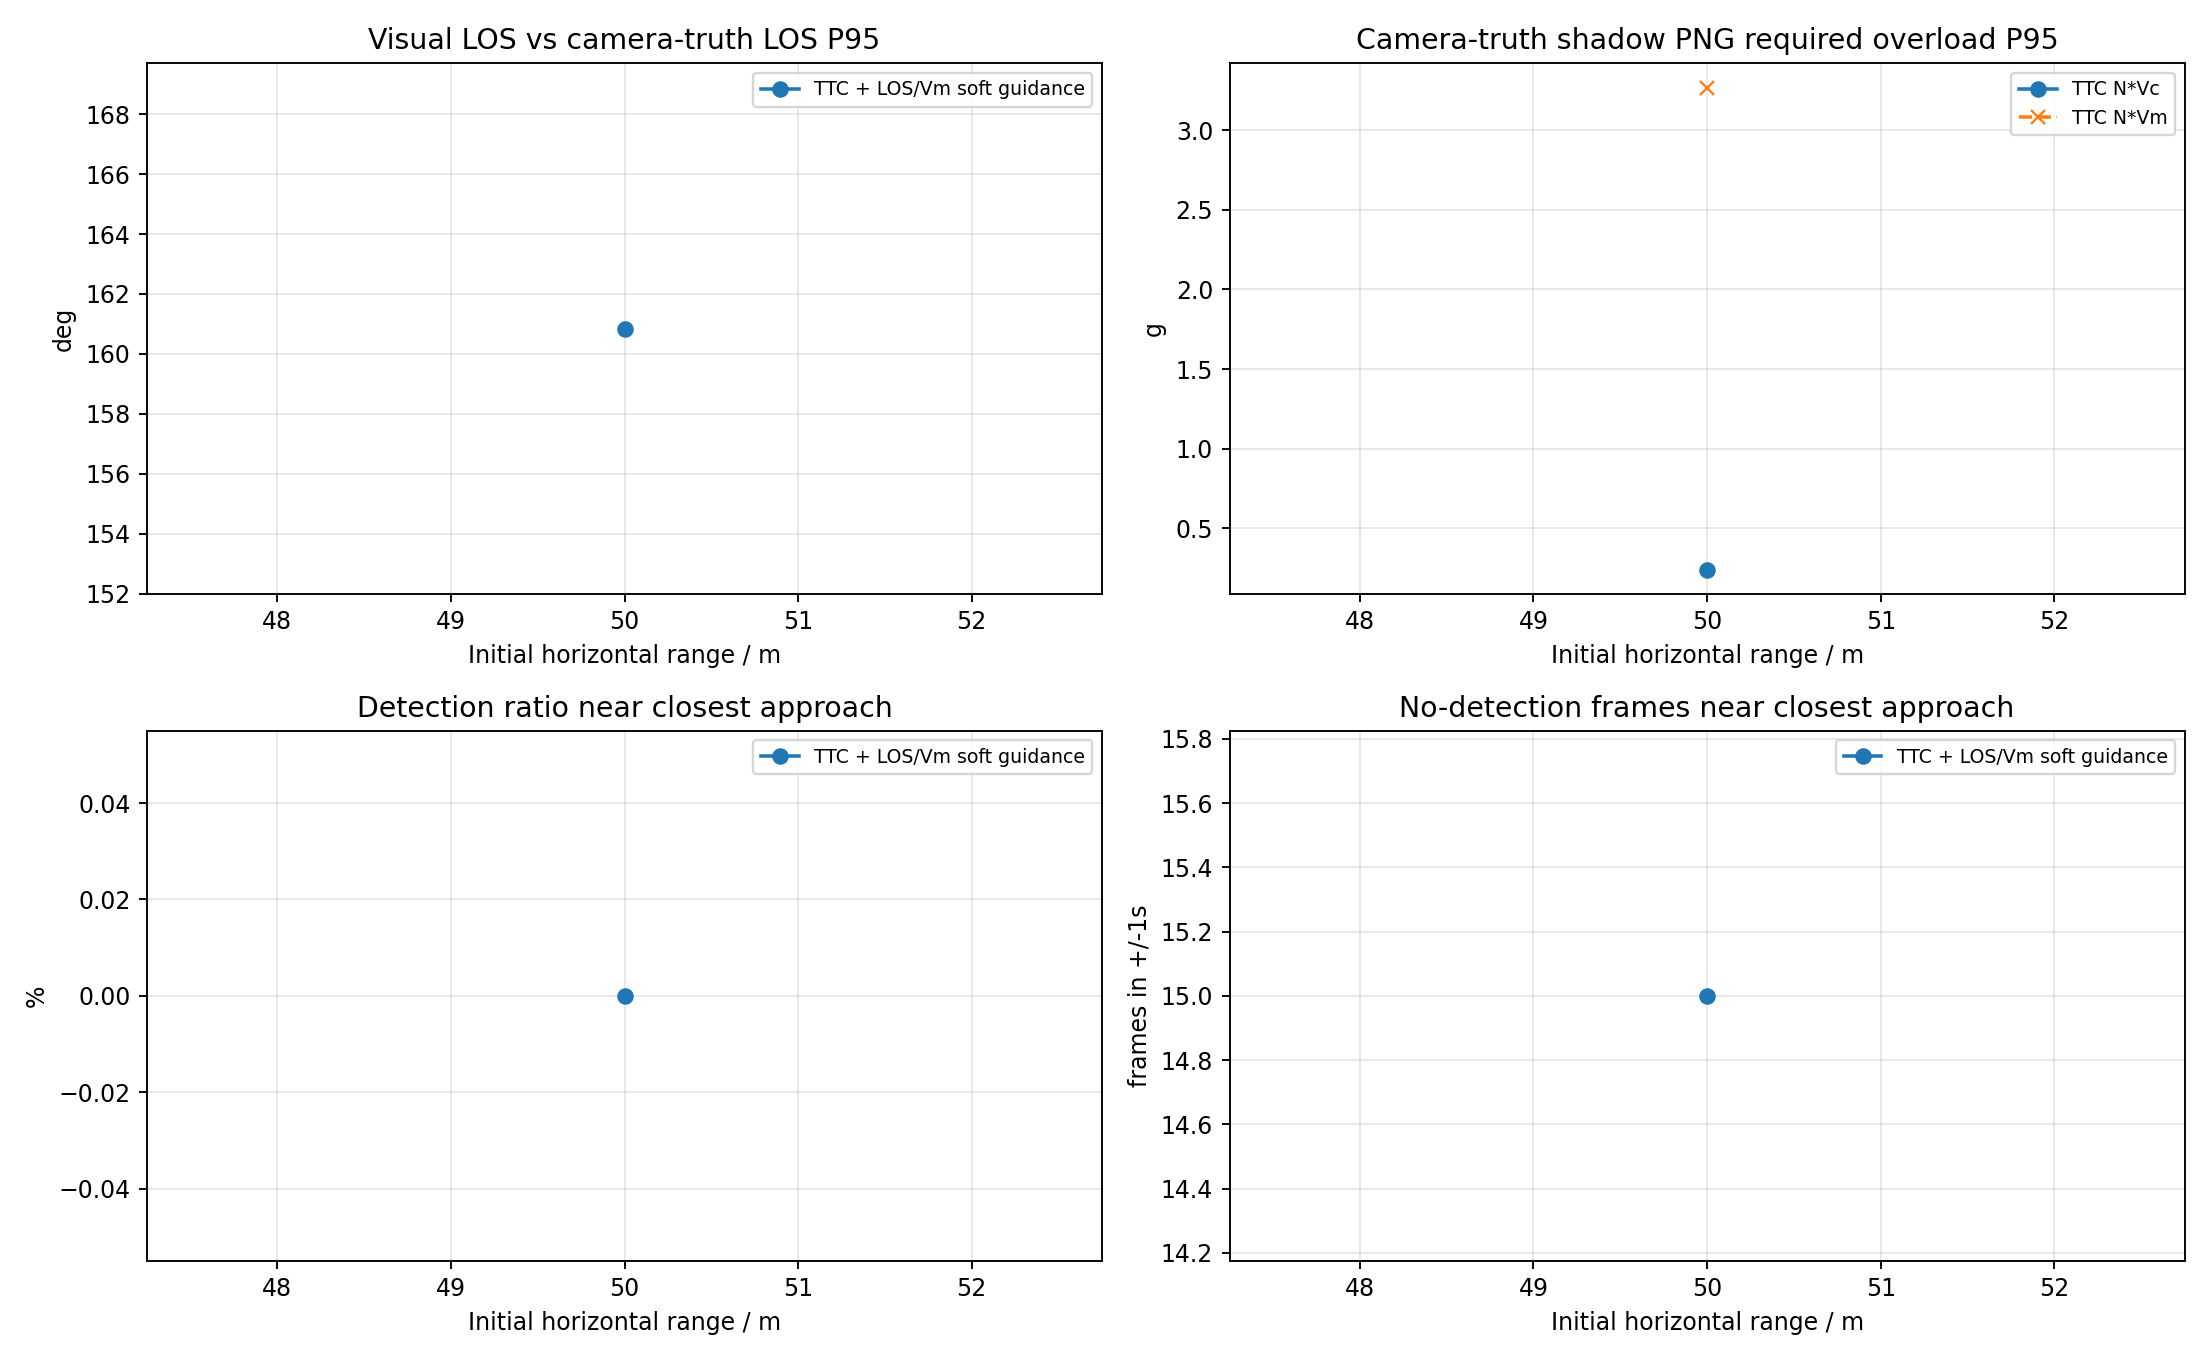 Visual LOS vs camera-truth LOS P95
TTC + LOS/Vm soft guidance
deg
168
166
164
162
160
158
156
154
152
48 49 50 51 52
Initial horizontal range / m
Camera-truth shadow PNG required overload P95
TTC N*Vc
TTC N*Vm
g
3.0
2.5
2.0
1.5
1.0
0.5
48 49 50 51 52
Initial horizontal range / m
Detection ratio near closest approach
TTC + LOS/Vm soft guidance
%
0.04
0.02
0.00
−0.02
−0.04
48 49 50 51 52
Initial horizontal range / m
No-detection frames near closest approach
TTC + LOS/Vm soft guidance
frames in +/-1s
15.8
15.6
15.4
15.2
15.0
14.8
14.6
14.4
14.2
48 49 50 51 52
Initial horizontal range / m